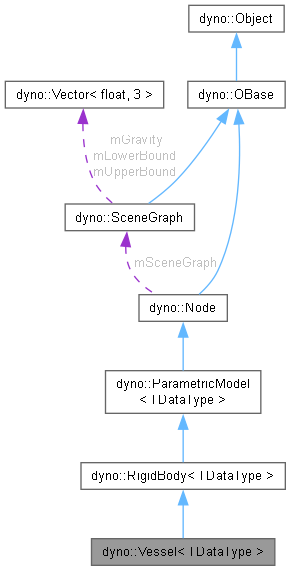 dyno::Object
dyno::Vector< float, 3 >
dyno::OBase
mGravity
mLowerBound
mUpperBound
dyno::SceneGraph
mSceneGraph
dyno::Node
dyno::ParametricModel
< TDataType >
dyno::RigidBody< TDataType >
dyno::Vessel< TDataType >